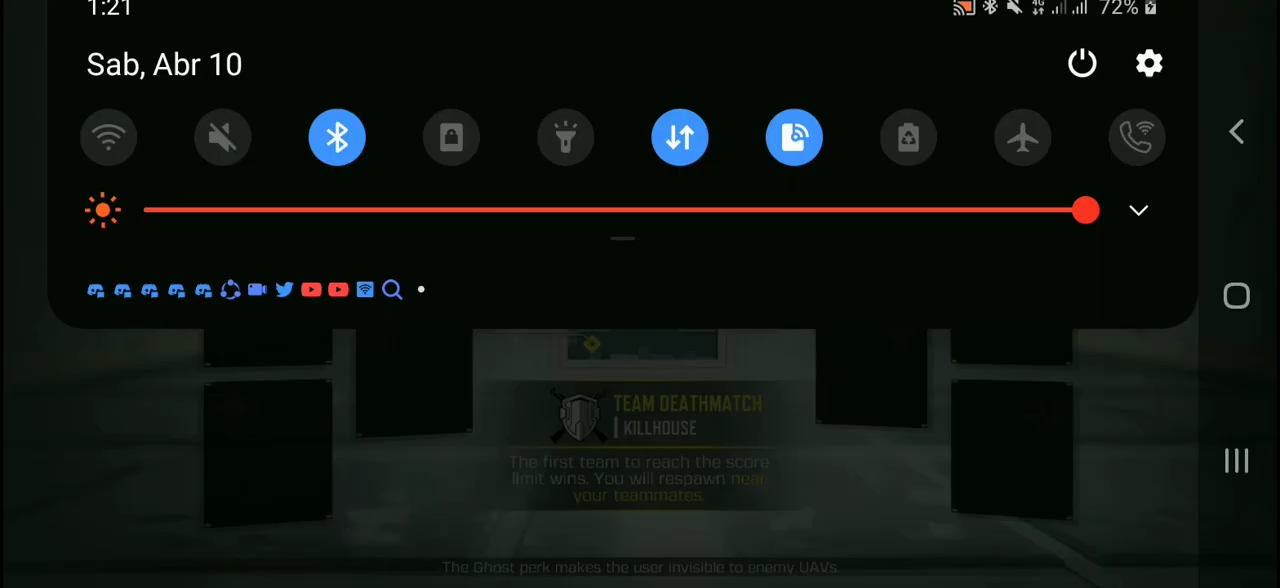 1:21
4G
72%
Sab, Abr 10
TEAM DEATHMATCH
KILLHOUSE
The first team to reach the score
limit wins. You will respawn near
your teammates.
The Ghost perk makes the user invisible to enemy UAVs.